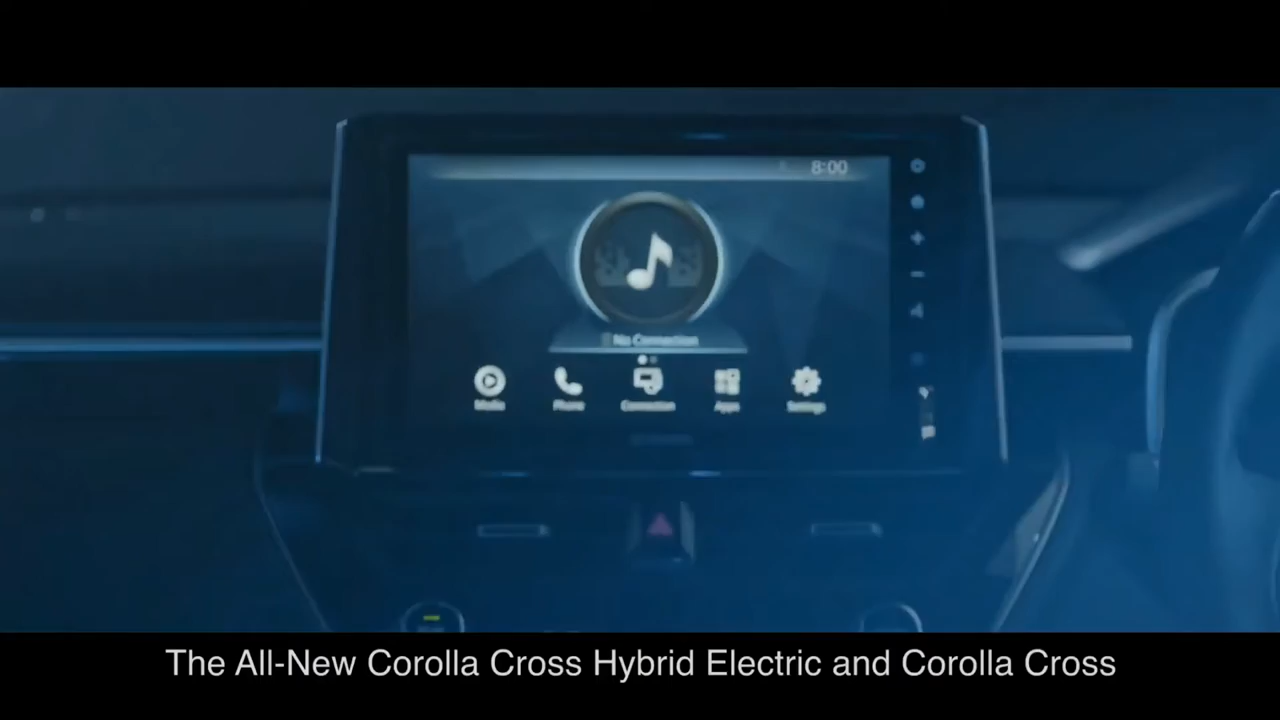 8:00
No Connection
Media Phone Connection Apps Settings
The All-New Corolla Cross Hybrid Electric and Corolla Cross